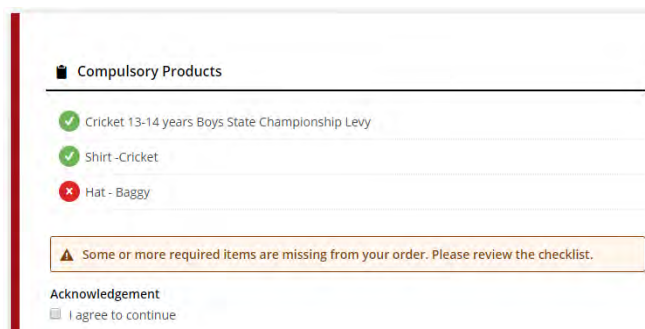 Compulsory Products
Cricket 13-14 years Boys State Championship Levy
Shirt -Cricket
Hat - Baggy
Some or more required items are missing from your order. Please review the checklist.
Acknowledgement
I agree to continue